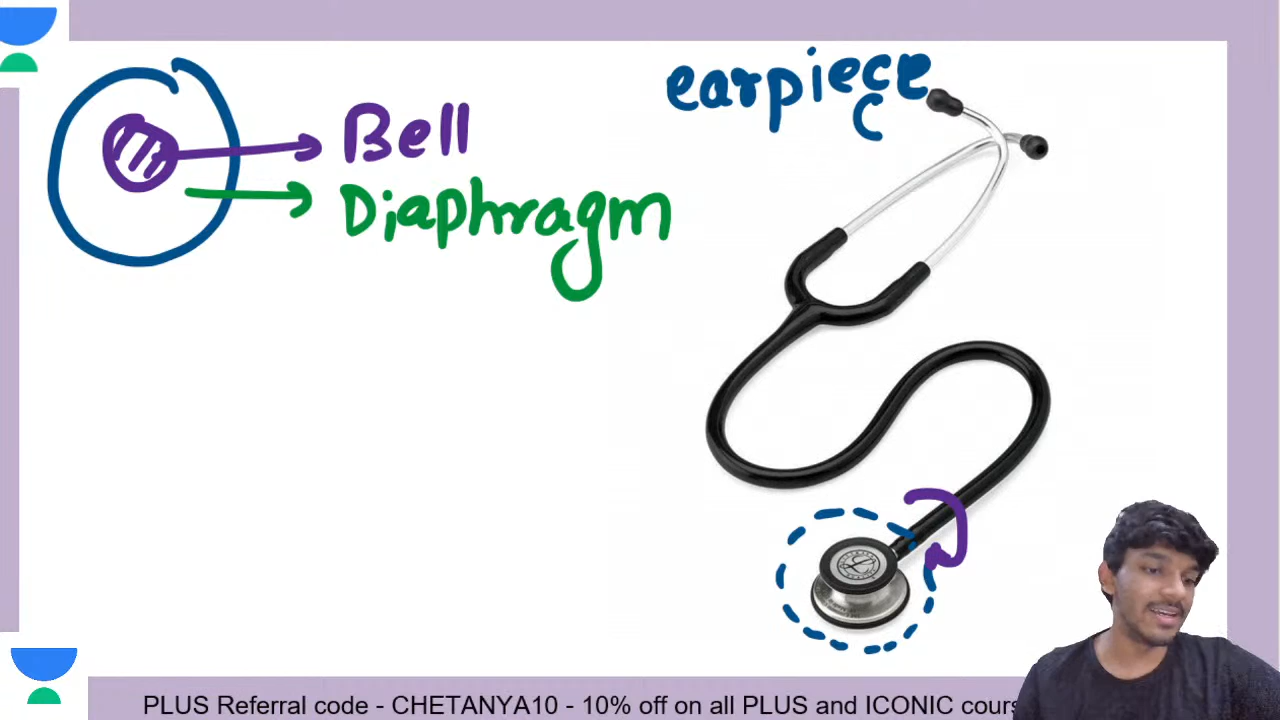 earpiece
C
Bell
Diaphragm
PLUS Referral code - CHETANYA10 - 10% off on all PLUS and ICONIC cours